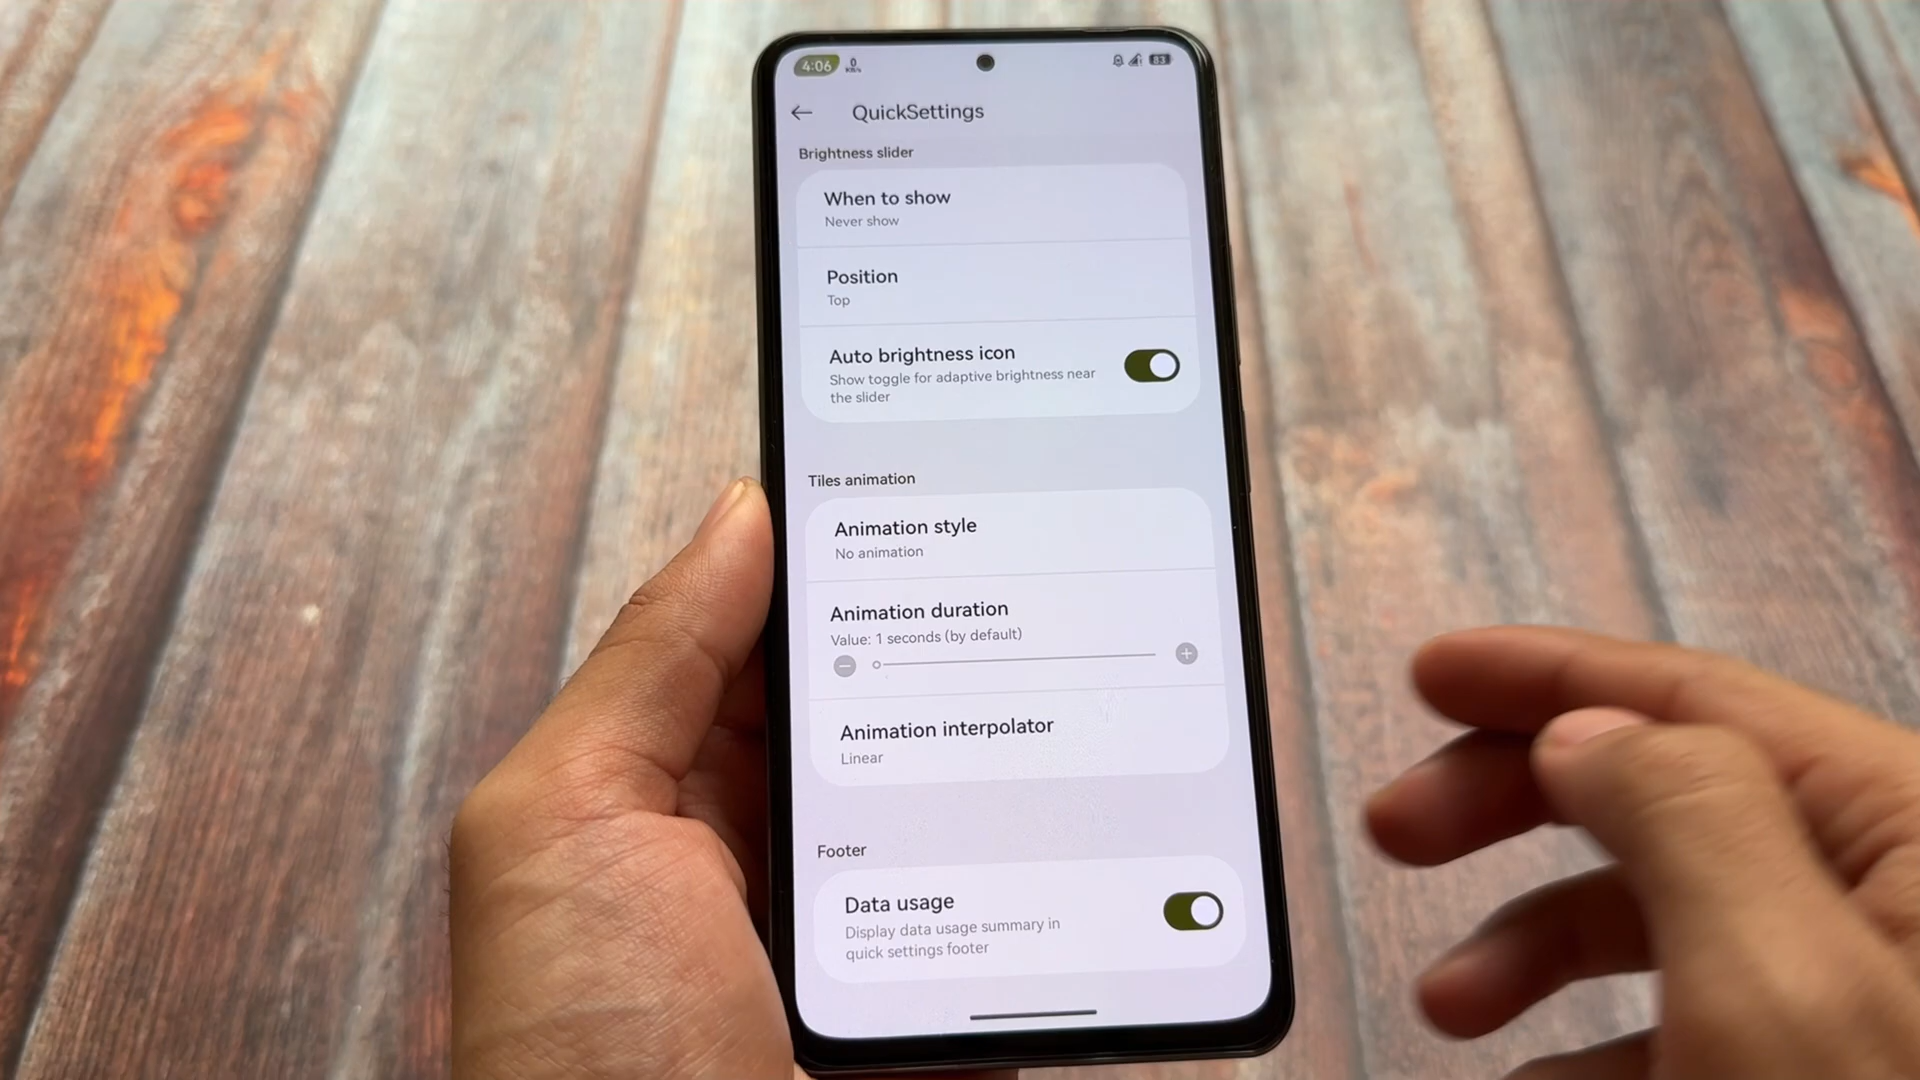 4:06 0 83
QuickSettings
Brightness slider
When to show
Never show
Position
Top
Auto brightness icon
Show toggle for adaptive brightness near
the slider
Tiles animation
Animation style
No animation
Animation duration
Value: 1 seconds (by default)
Animation interpolator
Linear
Footer
Data usage
Display data usage summary in
quick settings footer